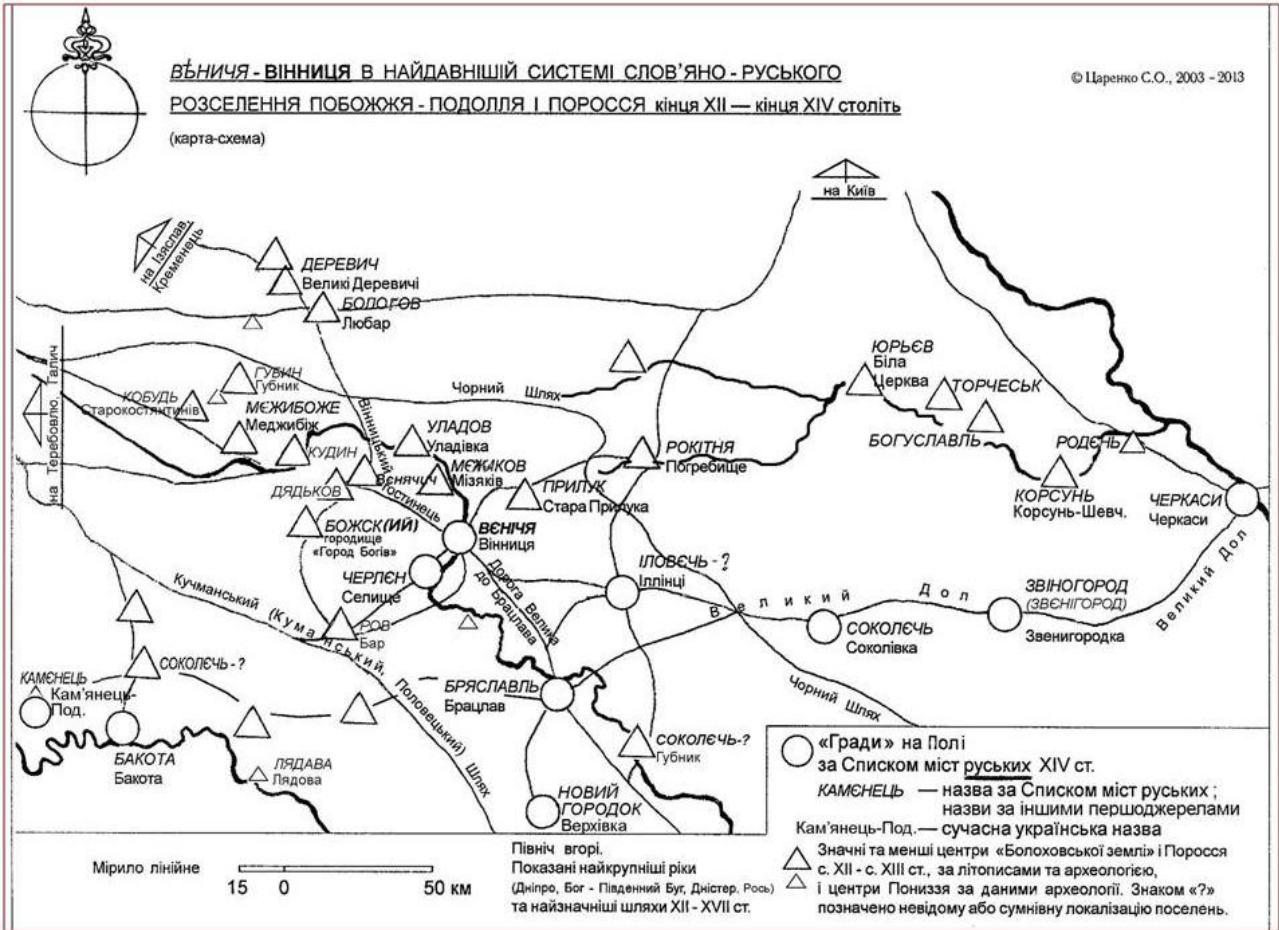 ВѢНИЧЯ - ВІННИЦЯ В НАЙДАВНІШІЙ СИСТЕМІ СЛОВ'ЯНО - РУСЬКОГО
РОЗСЕЛЕННЯ ПОБОЖЖЯ - ПОДОЛЛЯ І ПОРОССЯ кінця XII — кінця XIV століть
(карта-схема)
© Царенко С.О., 2003 - 2013
на Київ
на Ізяслав,
Кременець
ДЕРЕВИЧ
Великі Деревичі
БОЛОГОВ
Любар
на Теребовлю, Галич
ГУБИН
Губник
КОБУДЬ
Старокостянтинів
Чорний Шлях
ЮРЬЄВ
Біла
Церква
ТОРЧЕСЬК
МЄЖИБОЖЕ
Меджибіж
Вінницький Гостинець
УЛАДОВ
Уладівка
БОГУСЛАВЛЬ
РОДЄНЬ
КУДИН
РОКІТНЯ
Погребище
ДЯДЬКОВ
Вєнячич
МЄЖАКОВ
Мізяків
ПРИЛУК
Стара Прилука
КОРСУНЬ
Корсунь-Шевч.
ЧЕРКАСИ
Черкаси
БОЖСК(ИЙ)
городище
«Город Богів»
ВЄНІЧЯ
Вінниця
ЧЕРЛЄН
Селище
Дорога Велика
до Брацлава
ІЛОВЄЧЬ - ?
Іллінці
Великий Дол
ЗВІНОГОРОД
(ЗВЄНІГОРОД)
Звенигородка
Великий Дол
Кучманський (Куманський, Половецький) Шлях
РОВ
Бар
СОКОЛЄЧЬ
Соколівка
СОКОЛЄЧЬ - ?
КАМЄНЕЦЬ
Кам'янець-
Под.
БРЯСЛАВЛЬ
Брацлав
Чорний Шлях
БАКОТА
Бакота
ЛЯДАВА
Лядова
СОКОЛЄЧЬ-?
Губник
НОВИЙ
ГОРОДОК
Верхівка
«Гради» на Полі
за Списком міст руських XIV ст.
КАМЄНЕЦЬ — назва за Списком міст руських ;
назви за іншими першоджерелами
Кам'янець-Под. — сучасна українська назва
Значні та менші центри «Болоховської землі» і Поросся
с. XII - с. XIII ст., за літописами та археологією,
і центри Пониззя за даними археології. Знаком «?»
позначено невідому або сумнівну локалізацію поселень.
Мірило лінійне
15 0 50 км
Північ вгорі.
Показані найкрупніші ріки
(Дніпро, Бог - Південний Буг, Дністер. Рось)
та найзначніші шляхи XII - XVII ст.